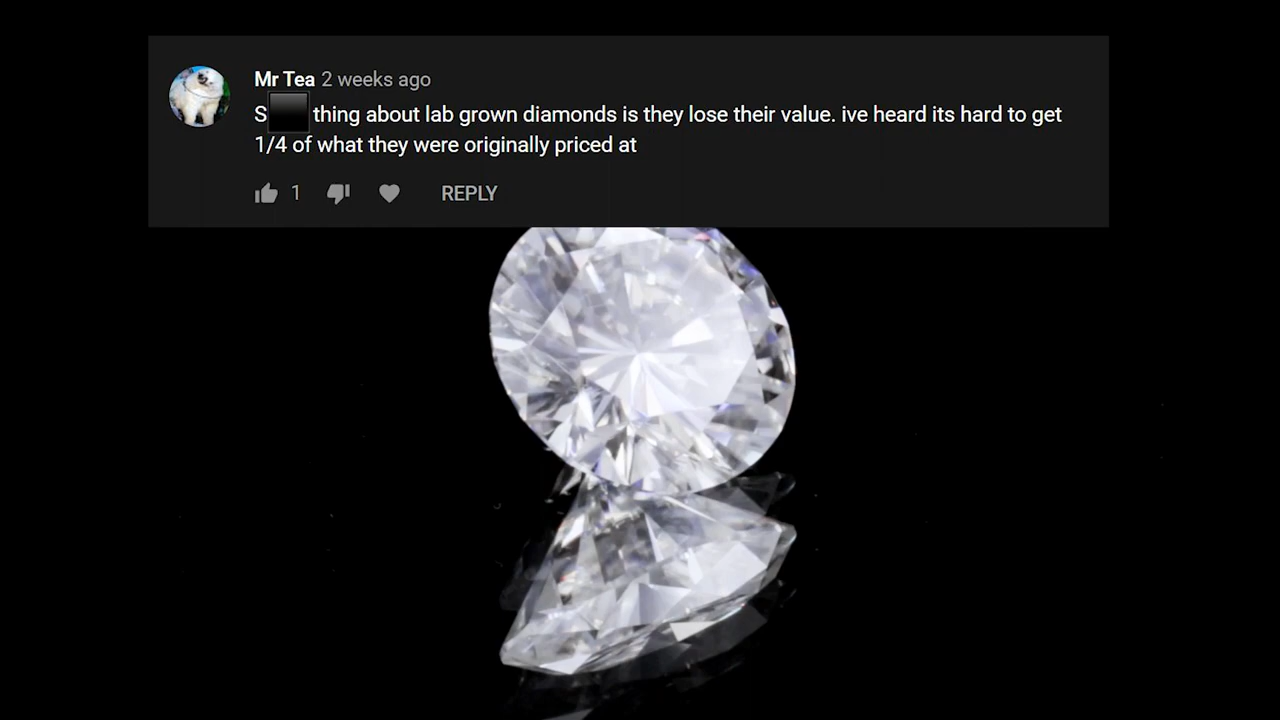 Mr Tea 2 weeks ago
S thing about lab grown diamonds is they lose their value. ive heard its hard to get
1/4 of what they were originally priced at
1 REPLY